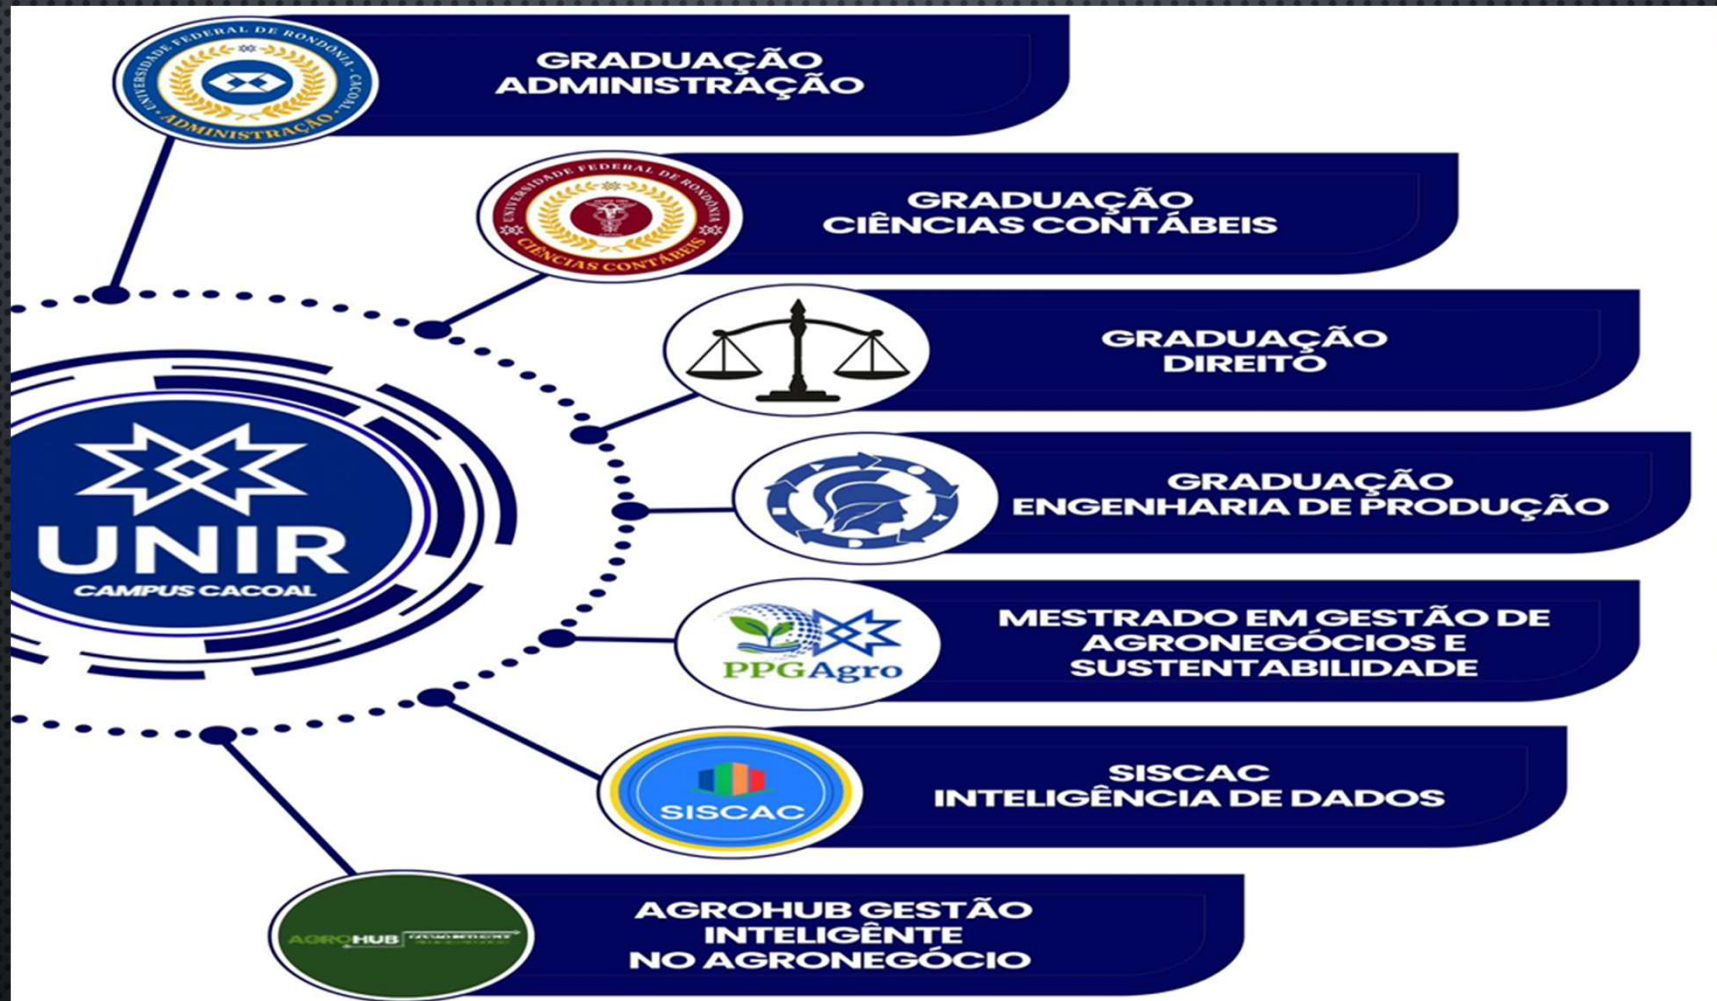 UNIVERSIDADE FEDERAL DE RONDÔNIA - CACOAL
ADMINISTRAÇÃO
GRADUAÇÃO
ADMINISTRAÇÃO
UNIVERSIDADE FEDERAL DE RONDÔNIA
CIÊNCIAS CONTÁBEIS
GRADUAÇÃO
CIÊNCIAS CONTÁBEIS
GRADUAÇÃO
DIREITO
UNIR
CAMPUS CACOAL
GRADUAÇÃO
ENGENHARIA DE PRODUÇÃO
PPGAgro
MESTRADO EM GESTÃO DE
AGRONEGÓCIOS E
SUSTENTABILIDADE
SISCAC
SISCAC
INTELIGÊNCIA DE DADOS
AGROHUB
AGROHUB GESTÃO
INTELIGÊNTE
NO AGRONEGÓCIO